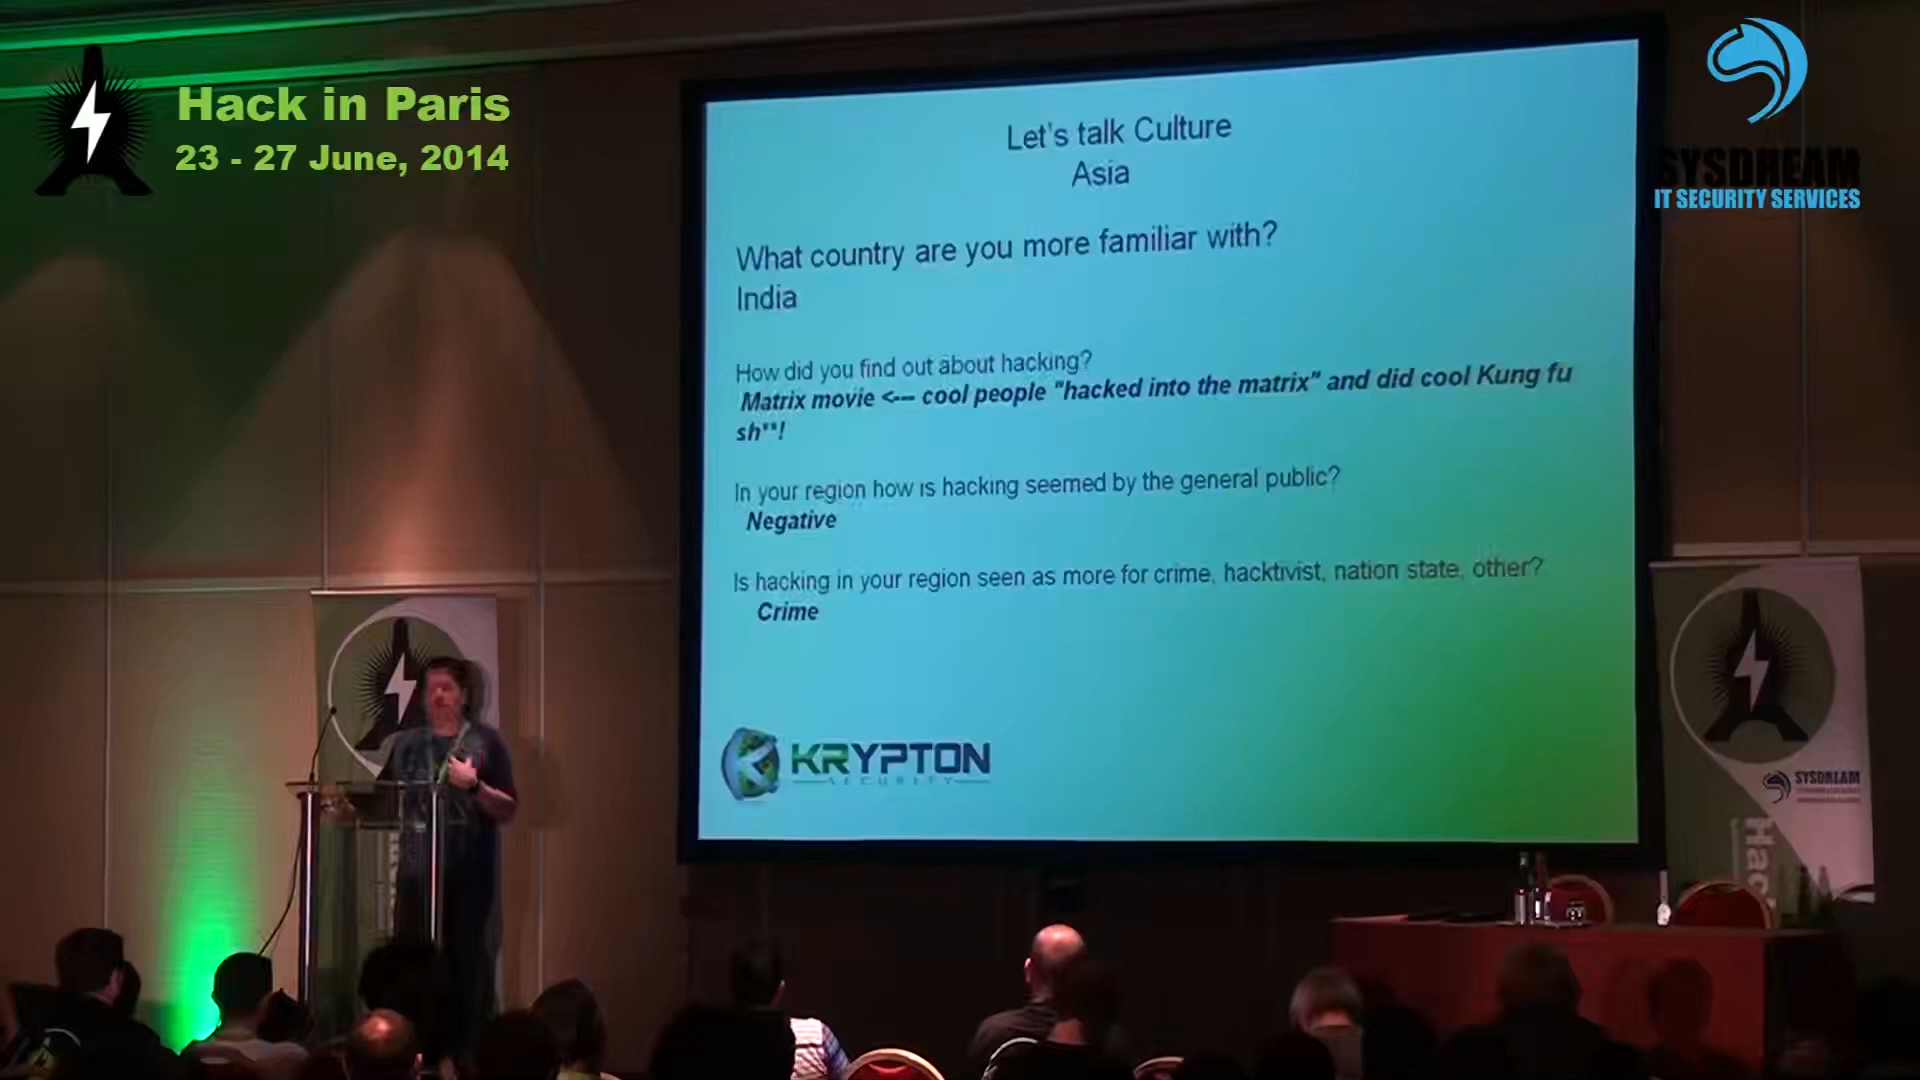 Hack in Paris
23 - 27 June, 2014
SYSDREAM
IT SECURITY SERVICES
Let's talk Culture
Asia
What country are you more familiar with?
India
How did you find out about hacking?
Matrix movie <-- cool people "hacked into the matrix" and did cool Kung fu
sh**!
In your region how is hacking seemed by the general public?
Negative
Is hacking in your region seen as more for crime, hacktivist, nation state, other?
Crime
KRYPTON
SECURITY
SYSDREAM
Hac